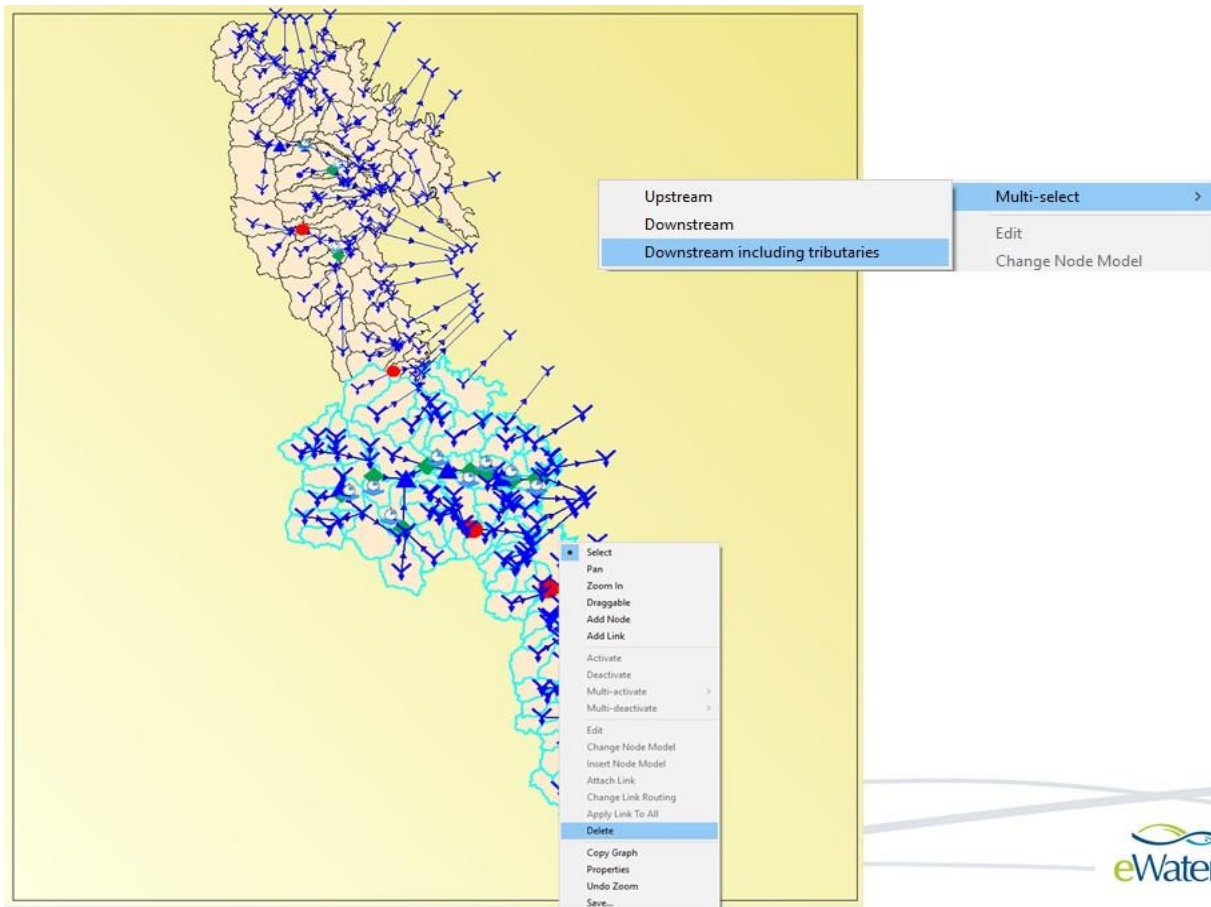 Upstream
Downstream
Downstream including tributaries
Multi-select
Edit
Change Node Model
Select
Pan
Zoom In
Draggable
Add Node
Add Link
Activate
Deactivate
Multi-activate
Multi-deactivate
Edit
Change Node Model
Insert Node Model
Attach Link
Change Link Routing
Apply Link To All
Delete
Copy Graph
Properties
Undo Zoom
Save...
eWater